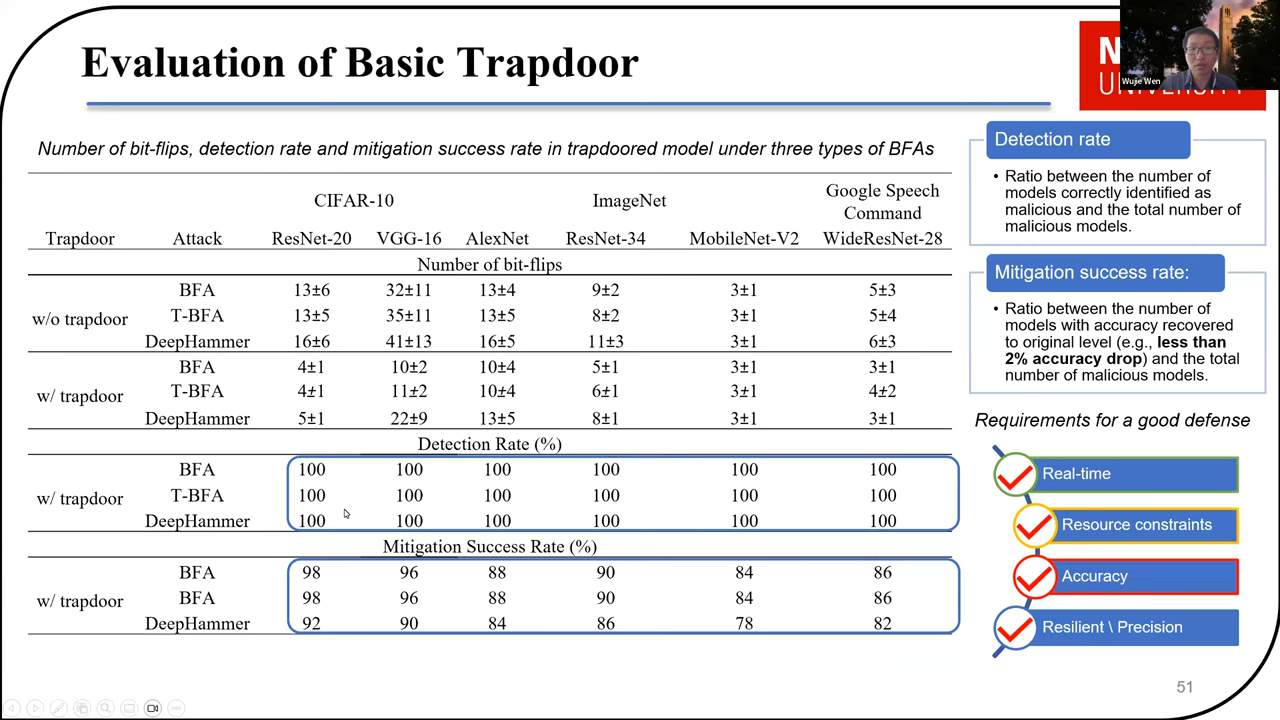 Evaluation of Basic Trapdoor
Wujie Wen
Number of bit-flips, detection rate and mitigation success rate in trapdoored model under three types of BFAs
CIFAR-10 ImageNet Google Speech Command
Trapdoor Attack ResNet-20 VGG-16 AlexNet ResNet-34 MobileNet-V2 WideResNet-28
Number of bit-flips
w/o trapdoor
BFA 13±6 32±11 13±4 9±2 3±1 5±3
T-BFA 13±5 35±11 13±5 8±2 3±1 5±4
DeepHammer 16±6 41±13 16±5 11±3 3±1 6±3
w/ trapdoor
BFA 4±1 10±2 10±4 5±1 3±1 3±1
T-BFA 4±1 11±2 10±4 6±1 3±1 4±2
DeepHammer 5±1 22±9 13±5 8±1 3±1 3±1
Detection Rate (%)
w/ trapdoor
BFA 100 100 100 100 100 100
T-BFA 100 100 100 100 100 100
DeepHammer 100 100 100 100 100 100
Mitigation Success Rate (%)
w/ trapdoor
BFA 98 96 88 90 84 86
BFA 98 96 88 90 84 86
DeepHammer 92 90 84 86 78 82
Detection rate
• Ratio between the number of
models correctly identified as
malicious and the total number of
malicious models.
Mitigation success rate:
• Ratio between the number of
models with accuracy recovered
to original level (e.g., less than
2% accuracy drop) and the total
number of malicious models.
Requirements for a good defense
Real-time
Resource constraints
Accuracy
Resilient \ Precision
51